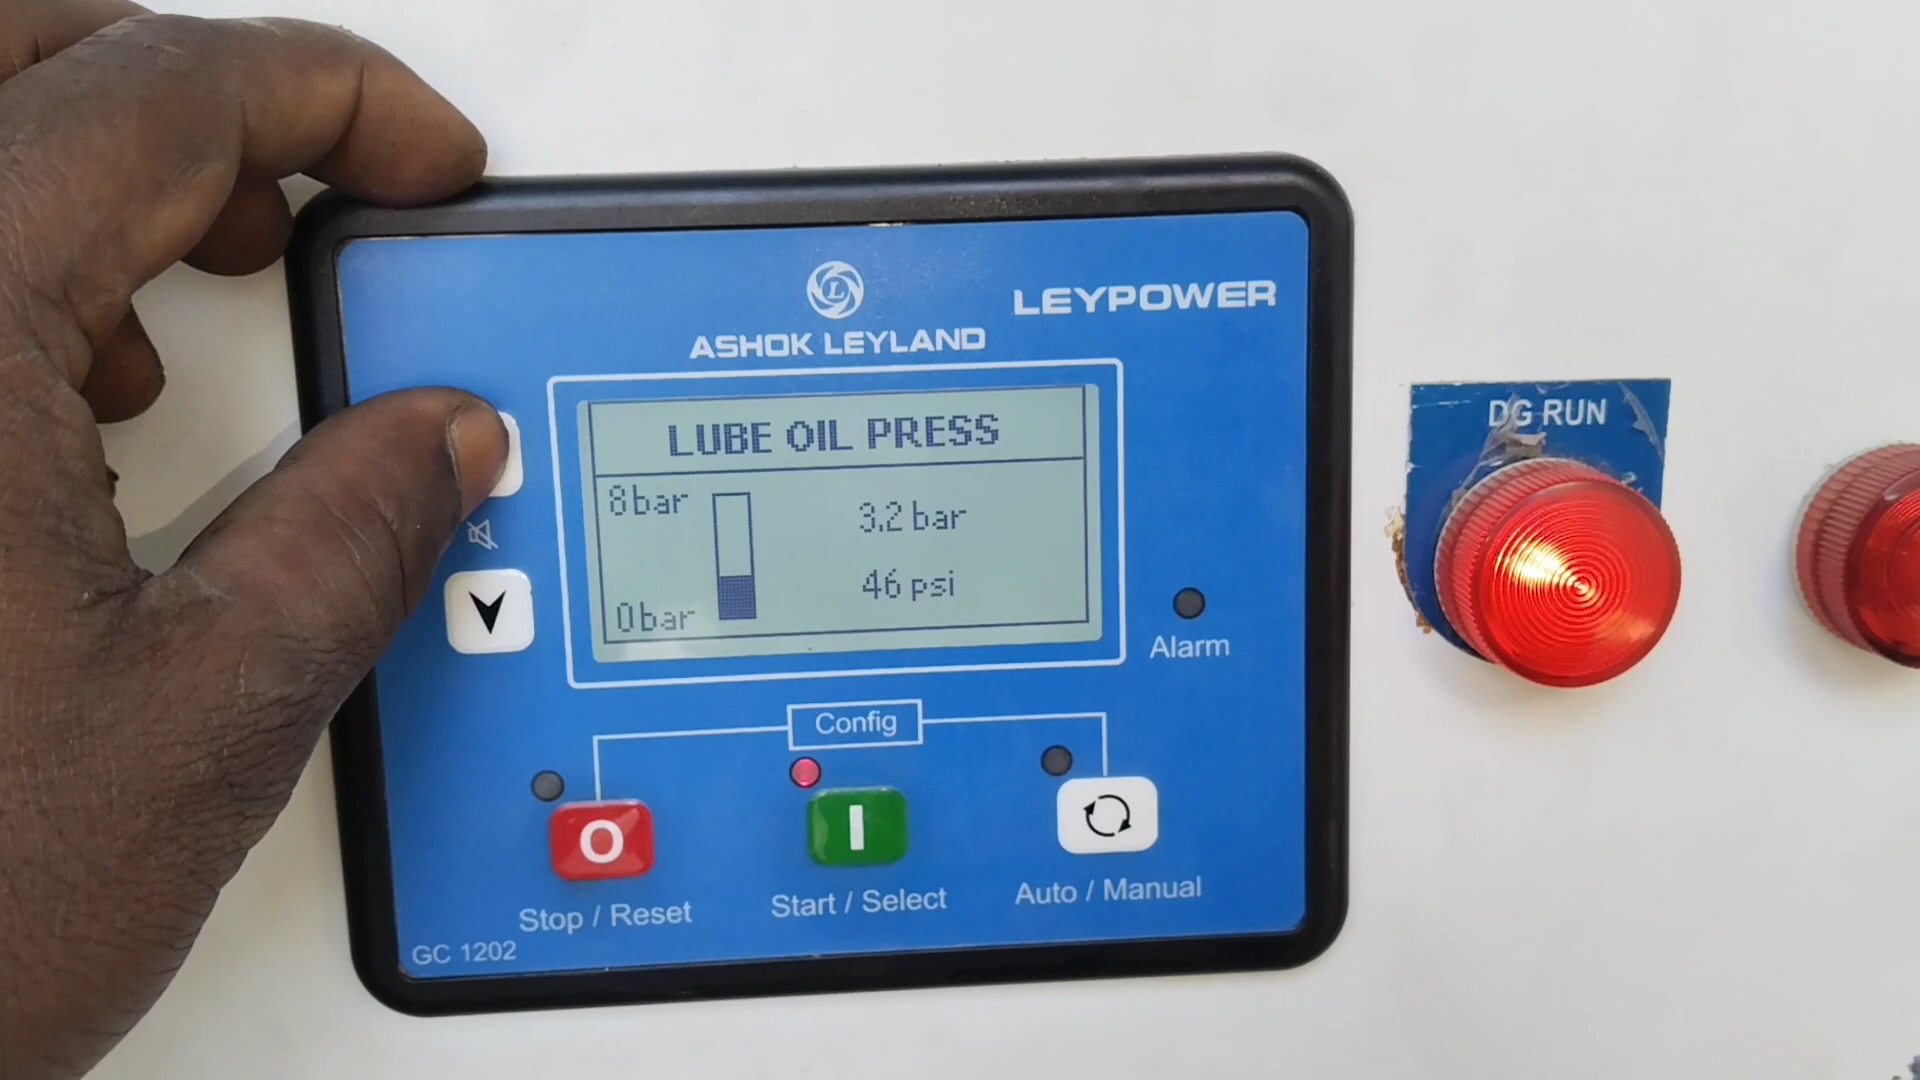 LEYPOWER
L
ASHOK LEYLAND
LUBE OIL PRESS
8bar
3.2 bar
46 psi
0bar
Alarm
Config
O
I
Stop / Reset
Start / Select
Auto / Manual
GC 1202
DG RUN